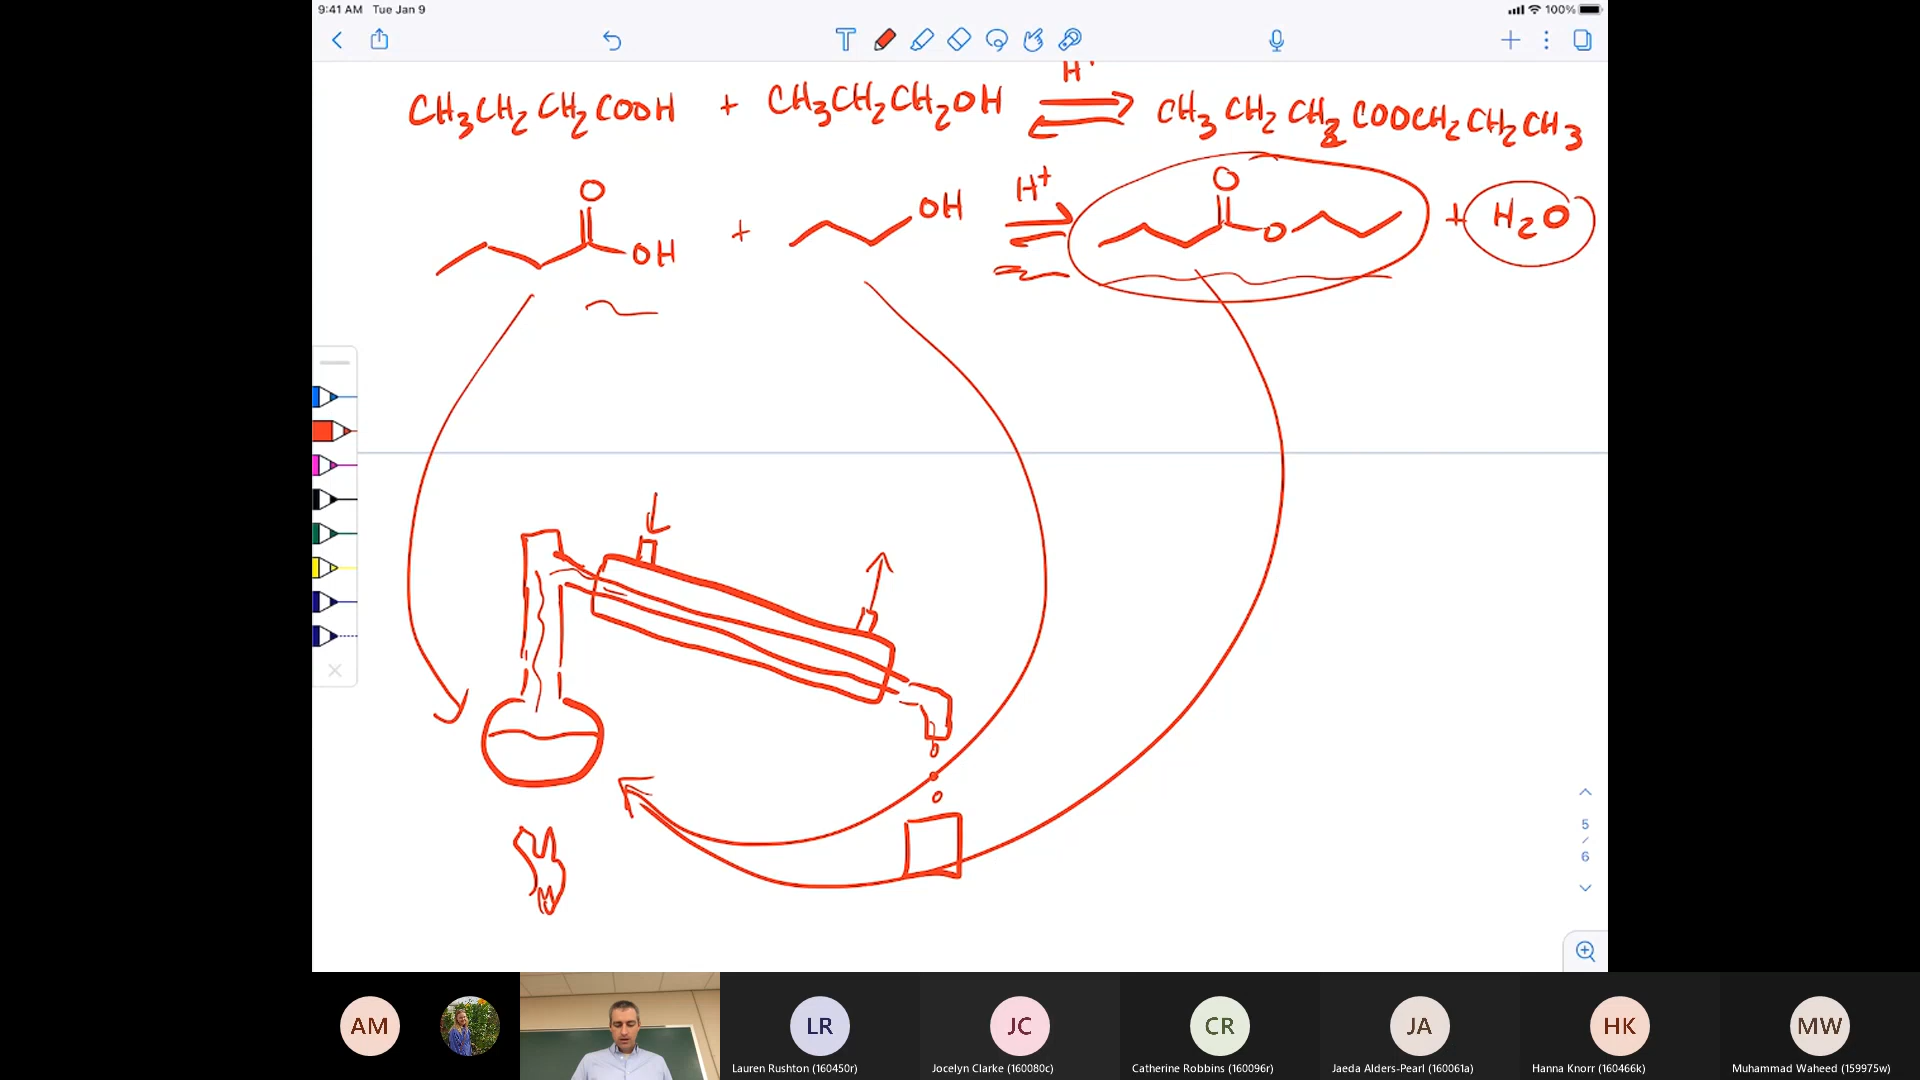 9:41 AM Tue Jan 9
100%
H+
CH3CH2CH2COOH + CH3CH2CH2OH ⇌ CH3CH2CH2COOCH2CH2CH3
O O
OH + OH H+ ⇌ O + H2O
5
/
6
AM
LR
JC
CR
JA
HK
MW
Lauren Rushton (160450r)
Jocelyn Clarke (160080c)
Catherine Robbins (160096r)
Jaeda Alders-Pearl (160061a)
Hanna Knorr (160466k)
Muhammad Waheed (159975w)